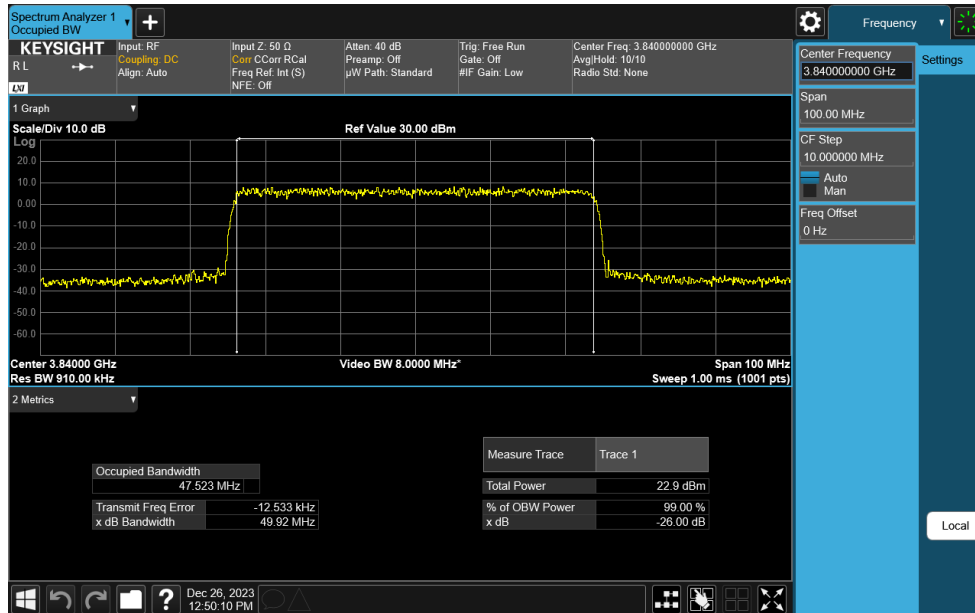 Spectrum Analyzer 1
Occupied BW
Frequency
KEYSIGHT
R L
LXI
Input: RF
Coupling: DC
Align: Auto
Input Z: 50 Ω
Corr CCorr RCal
Freq Ref: Int (S)
NFE: Off
Atten: 40 dB
Preamp: Off
µW Path: Standard
Trig: Free Run
Gate: Off
#IF Gain: Low
Center Freq: 3.840000000 GHz
Avg|Hold: 10/10
Radio Std: None
Center Frequency
3.840000000 GHz
Settings
Span
100.00 MHz
CF Step
10.000000 MHz
Auto
Man
Freq Offset
0 Hz
Local
1 Graph
Scale/Div 10.0 dB
Ref Value 30.00 dBm
Log
20.0
10.0
0.00
-10.0
-20.0
-30.0
-40.0
-50.0
-60.0
Center 3.84000 GHz
Video BW 8.0000 MHz*
Span 100 MHz
Res BW 910.00 kHz
Sweep 1.00 ms (1001 pts)
2 Metrics
Measure Trace Trace 1
Occupied Bandwidth
47.523 MHz
Total Power 22.9 dBm
Transmit Freq Error -12.533 kHz
% of OBW Power 99.00 %
x dB Bandwidth 49.92 MHz
x dB -26.00 dB
?
Dec 26, 2023
12:50:10 PM